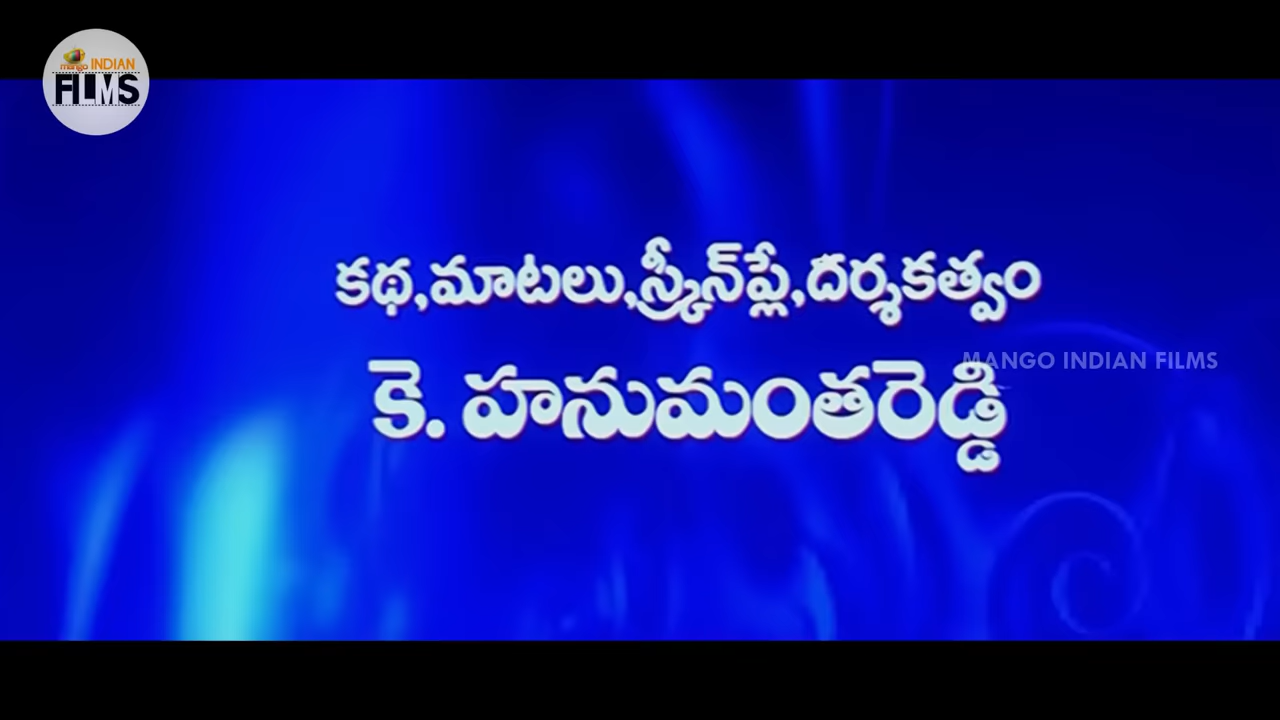 mango INDIAN
FILMS
కథ,మాటలు,స్క్రీన్‌ప్లే,దర్శకత్వం
MANGO INDIAN FILMS
కె. హనుమంతరెడ్డి